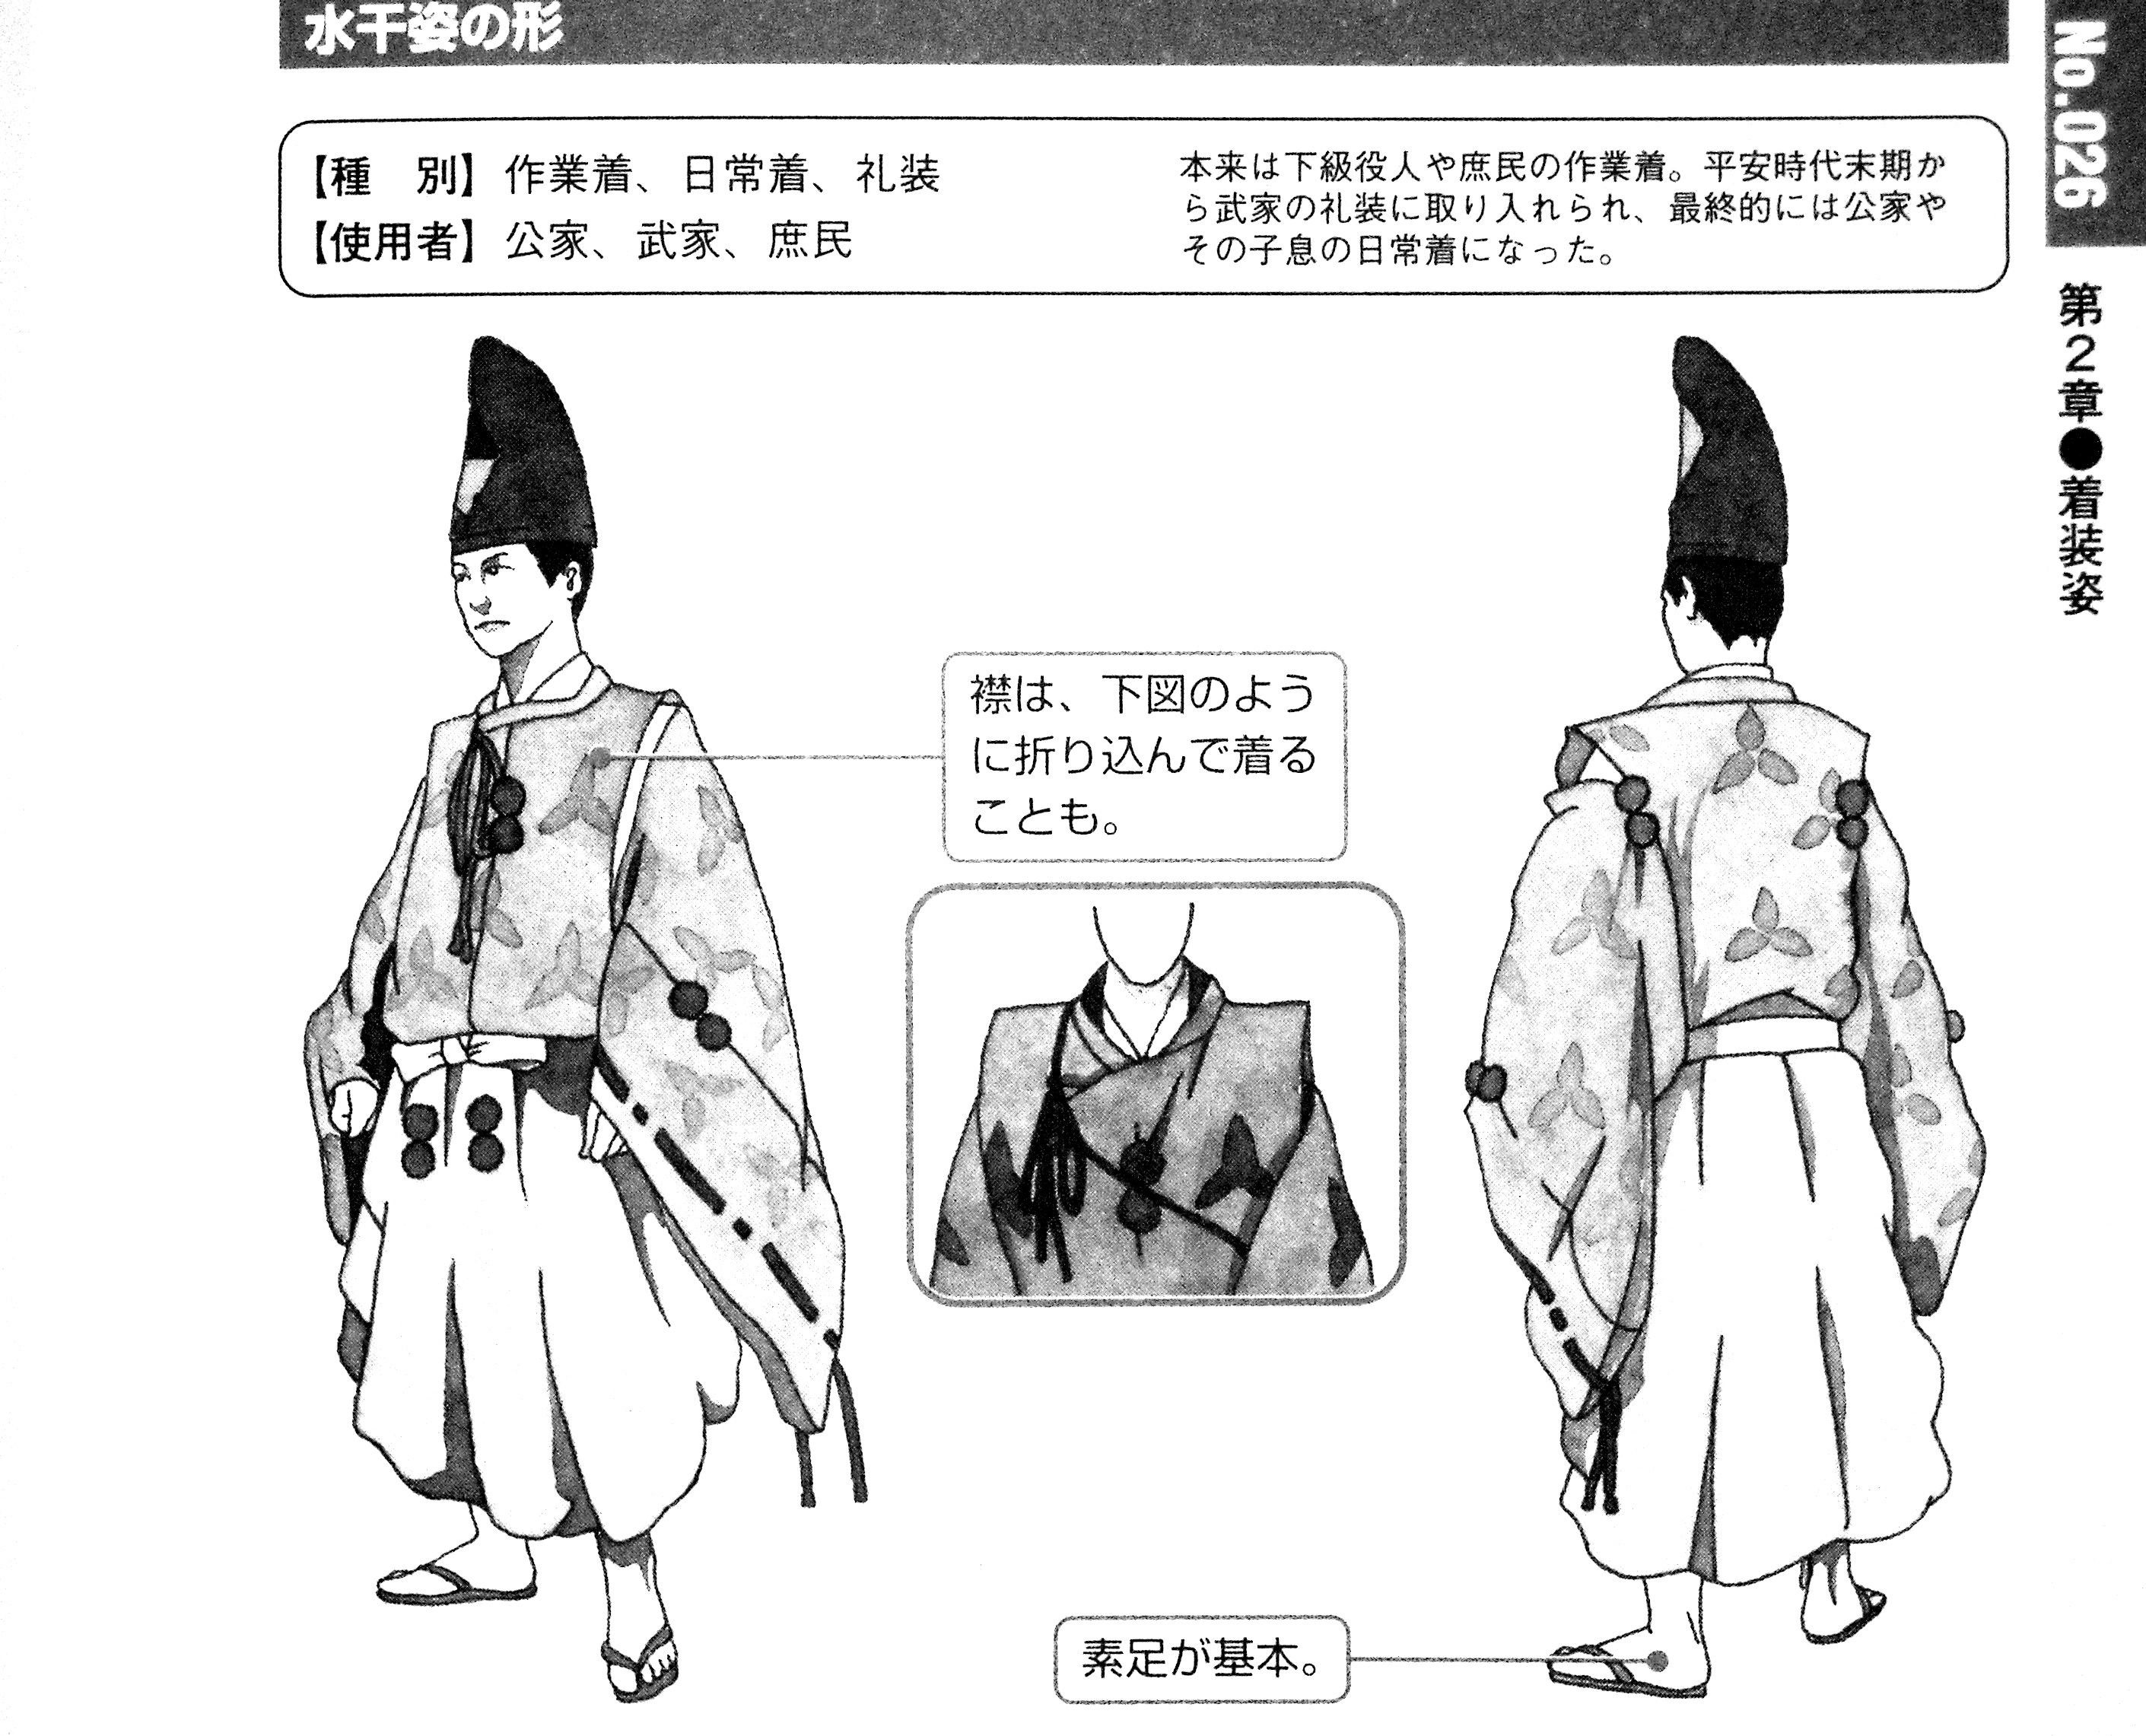 水干姿の形
【種　別】作業着、日常着、礼装
【使用者】公家、武家、庶民
本来は下級役人や庶民の作業着。平安時代末期か
ら武家の礼装に取り入れられ、最終的には公家や
その子息の日常着になった。
No.026
第2章●着装姿
襟は、下図のよう
に折り込んで着る
ことも。
素足が基本。